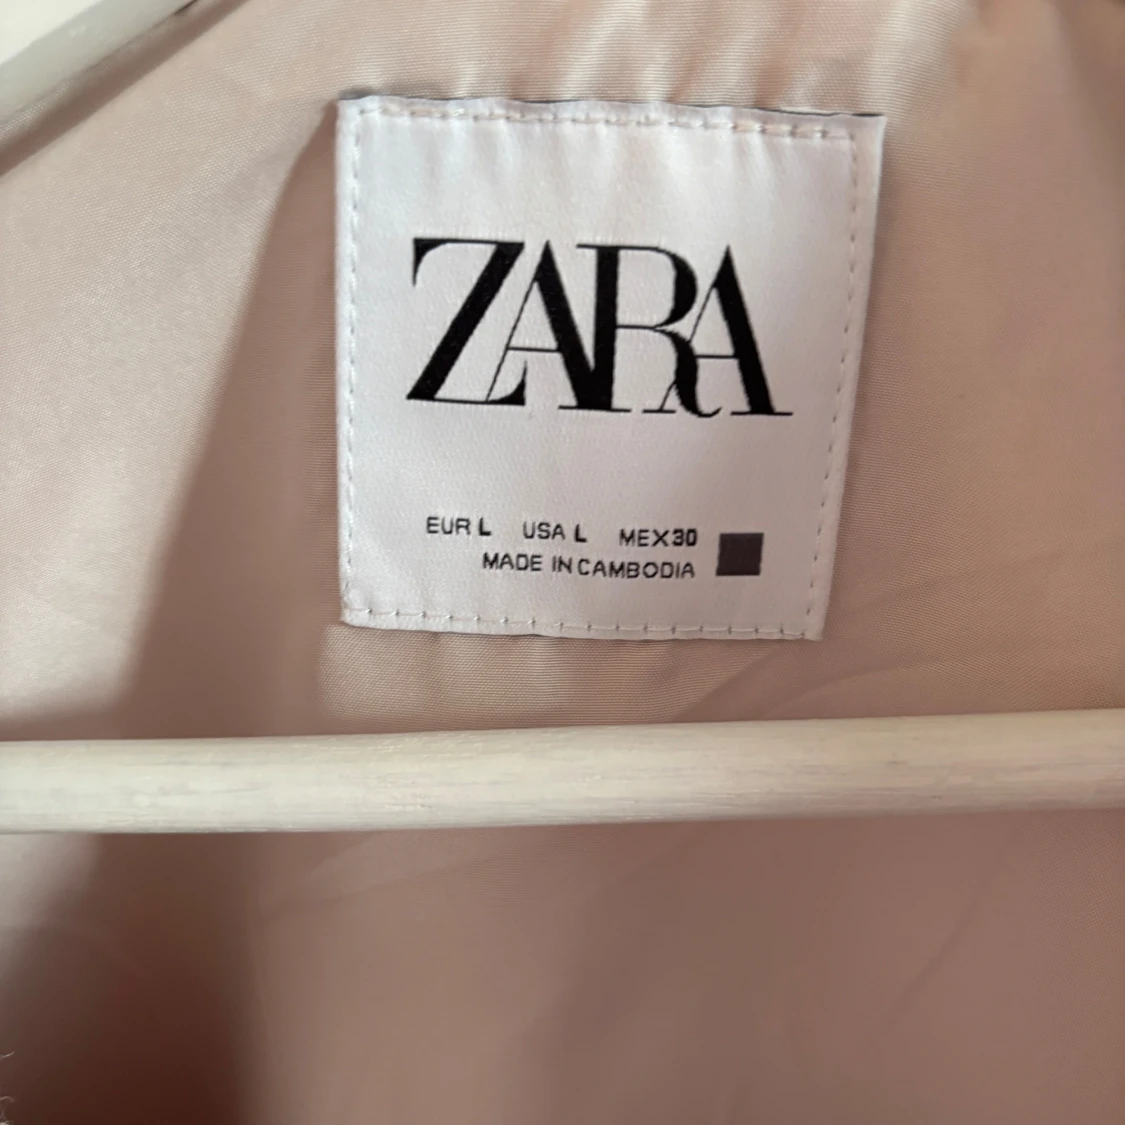 ZARA
EUR L USA L MEX 30
MADE IN CAMBODIA